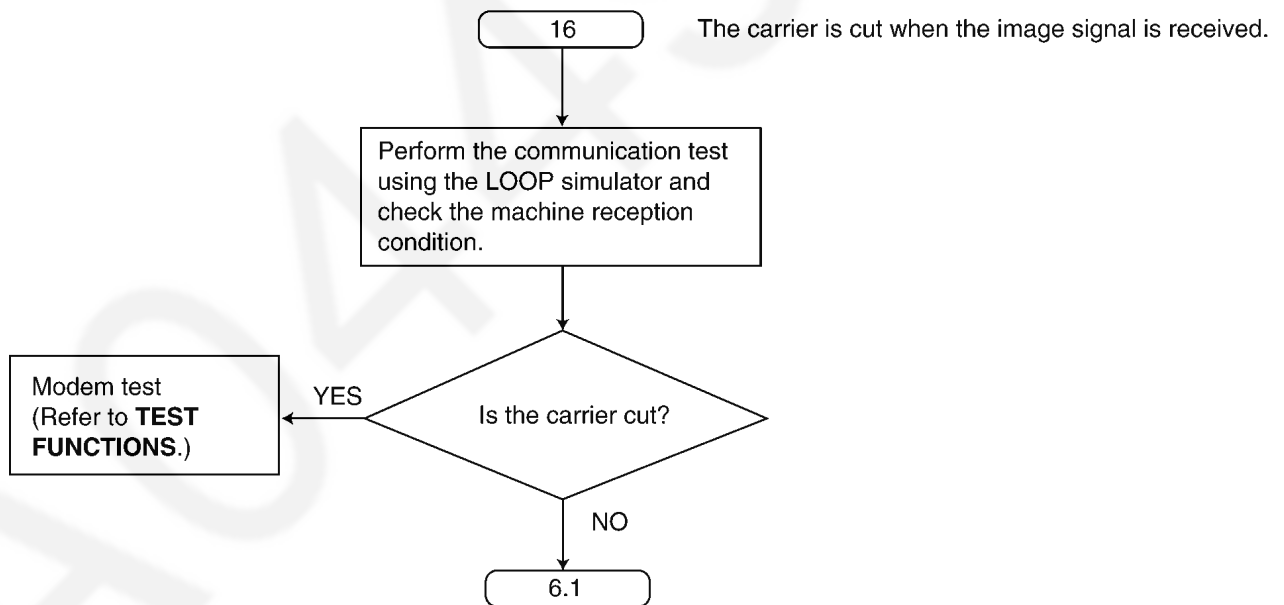 16
The carrier is cut when the image signal is received.
Perform the communication test
using the LOOP simulator and
check the machine reception
condition.
Modem test
(Refer to TEST
FUNCTIONS.)
YES
Is the carrier cut?
NO
6.1